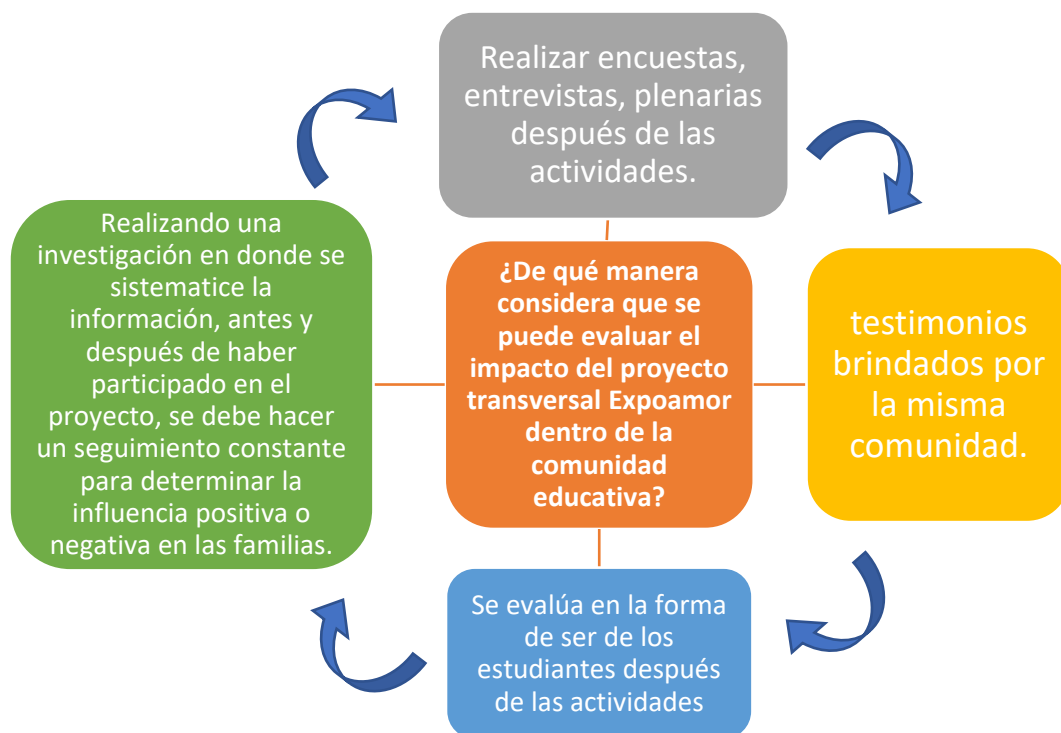 Realizar encuestas,
entrevistas, plenarias
después de las
actividades.
Realizando una
investigación en donde se
sistematice la
información, antes y
después de haber
participado en el
proyecto, se debe hacer
un seguimiento constante
para determinar la
influencia positiva o
negativa en las familias.
¿De qué manera
considera que se
puede evaluar el
impacto del proyecto
transversal Expoamor
dentro de la
comunidad
educativa?
testimonios
brindados por
la misma
comunidad.
Se evalúa en la forma
de ser de los
estudiantes después
de las actividades